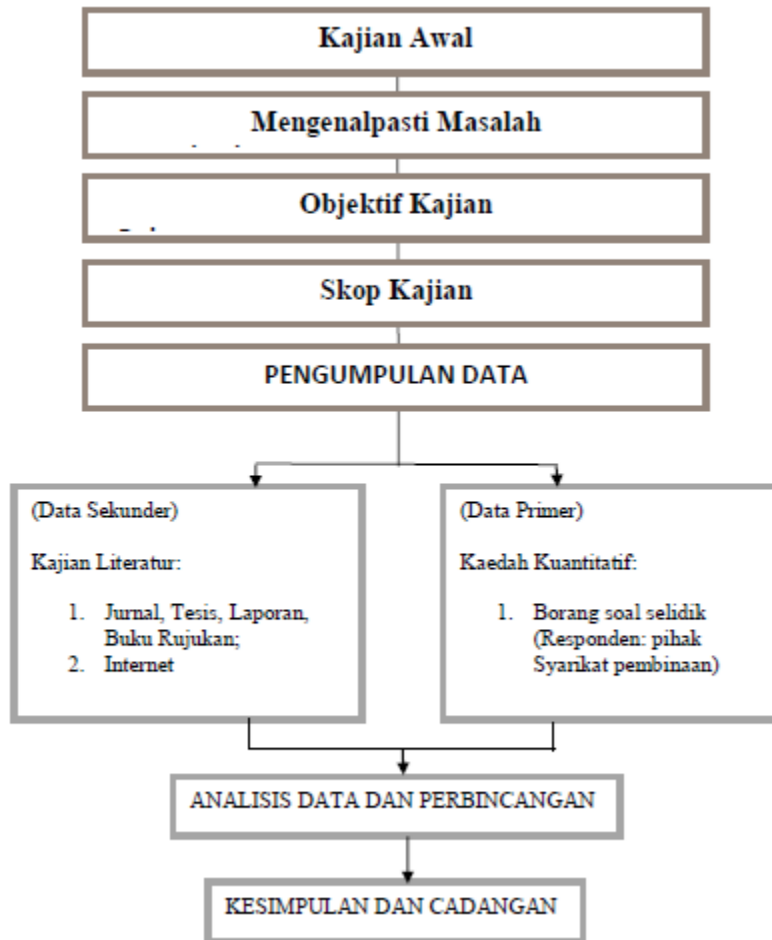 Kajian Awal
Mengenalpasti Masalah
Objektif Kajian
Skop Kajian
PENGUMPULAN DATA
(Data Sekunder)
Kajian Literatur:
1. Jurnal, Tesis, Laporan,
Buku Rujukan;
2. Internet
(Data Primer)
Kaedah Kuantitatif:
1. Borang soal selidik
(Responden: pihak
Syarikat pembinaan)
ANALISIS DATA DAN PERBINCANGAN
KESIMPULAN DAN CADANGAN